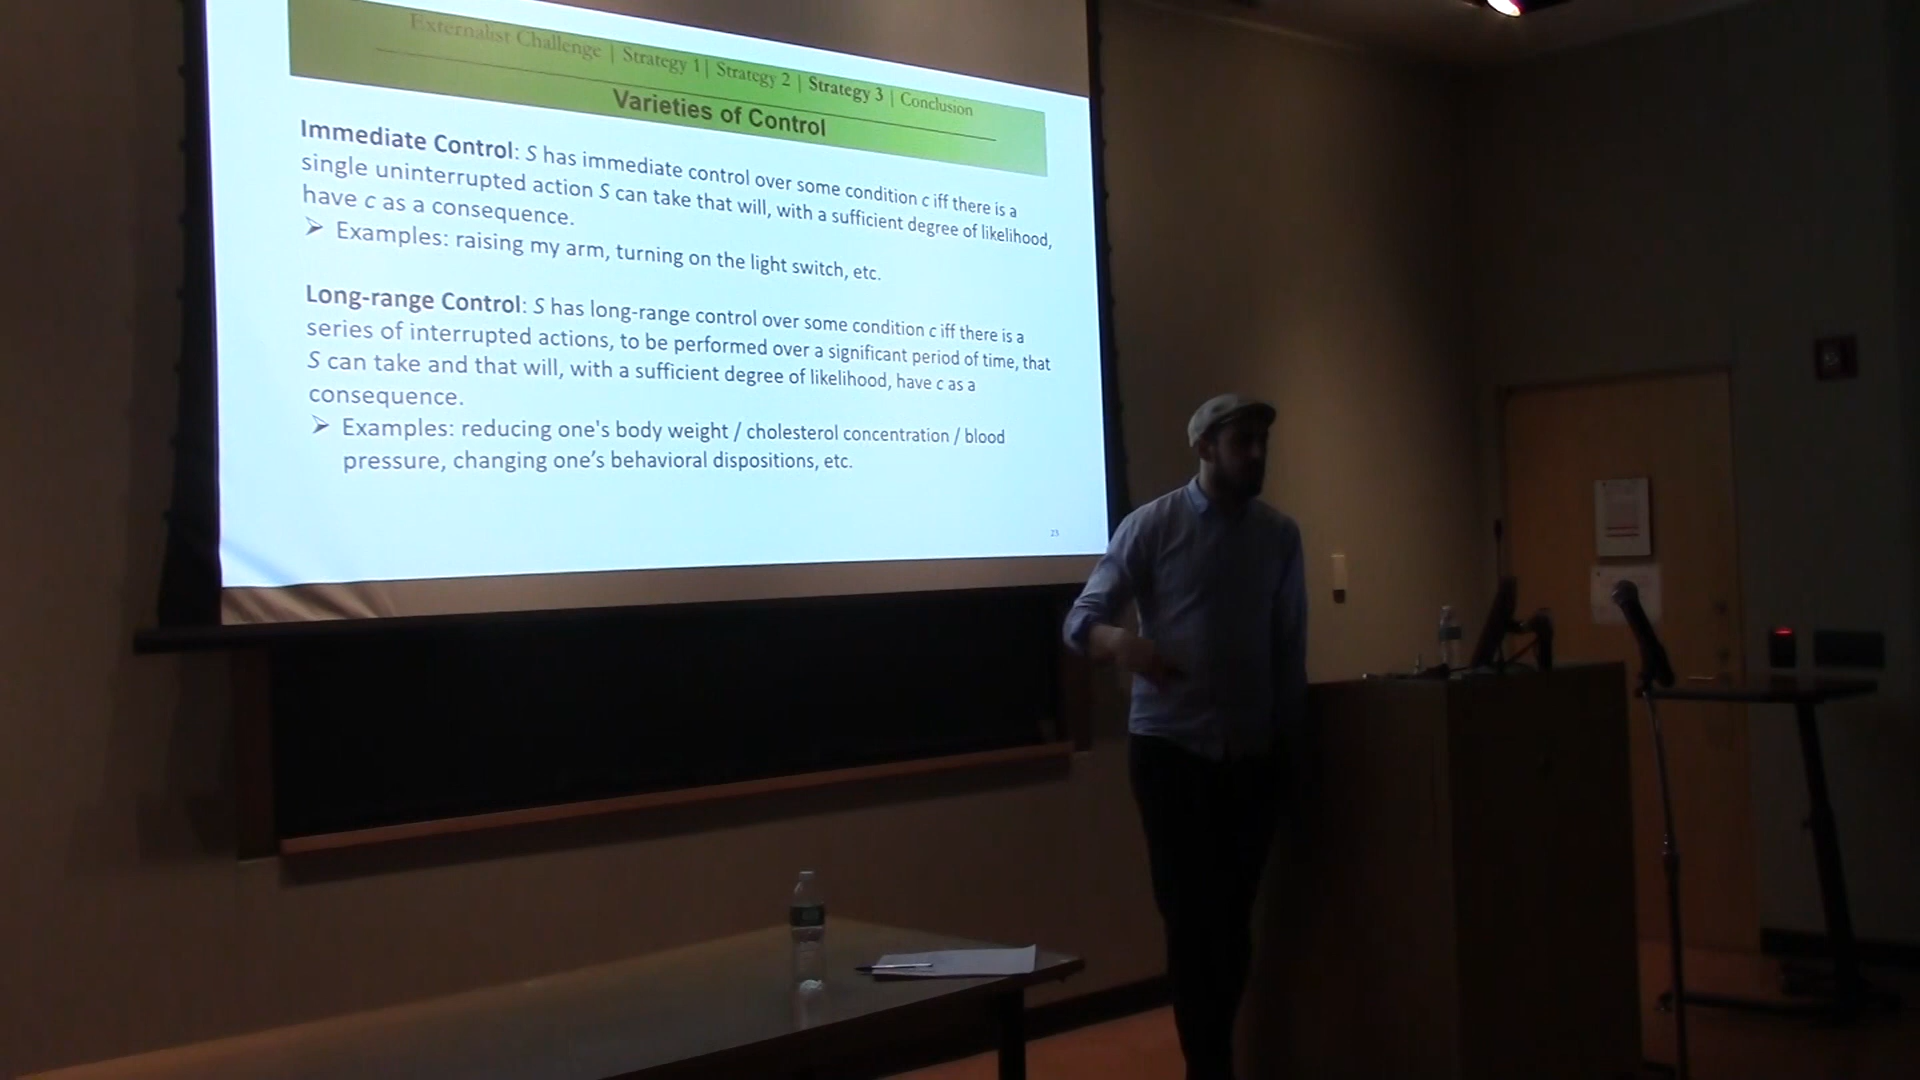 Externalist Challenge | Strategy 1 | Strategy 2 | Strategy 3 | Conclusion
Varieties of Control
Immediate Control: S has immediate control over some condition c iff there is a
single uninterrupted action S can take that will, with a sufficient degree of likelihood,
have c as a consequence.
➢ Examples: raising my arm, turning on the light switch, etc.
Long-range Control: S has long-range control over some condition c iff there is a
series of interrupted actions, to be performed over a significant period of time, that
S can take and that will, with a sufficient degree of likelihood, have c as a
consequence.
➢ Examples: reducing one's body weight / cholesterol concentration / blood
pressure, changing one’s behavioral dispositions, etc.